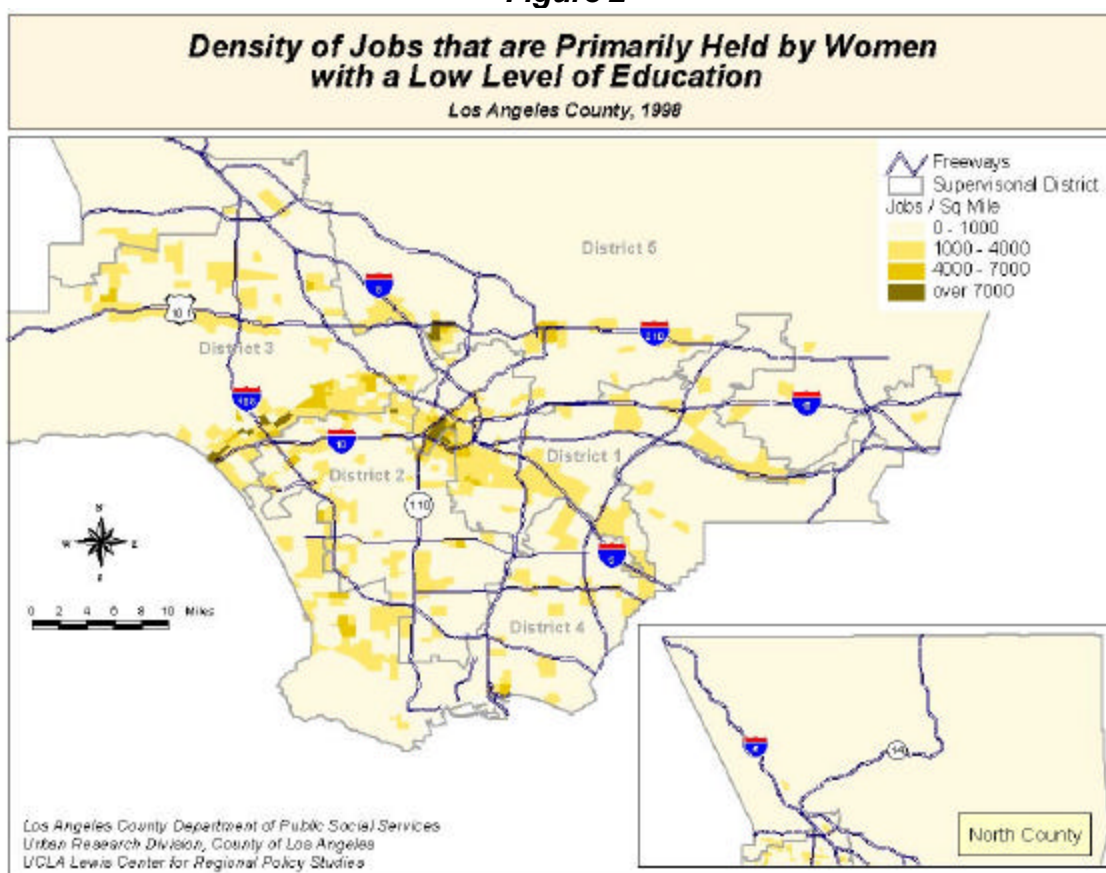 Figure 2
Density of Jobs that are Primarily Held by Women
with a Low Level of Education
Los Angeles County, 1998
Freeways
Supervisonal District
Jobs / Sq Mile
0 - 1000
1000 - 4000
4000 - 7000
over 7000
District 5
5
101
210
District 3
405
10
10
District 1
District 2
110
N
W E
S
5
0 2 4 6 8 10 Miles
District 4
5
14
North County
Los Angeles County Department of Public Social Services
Urban Research Division, County of Los Angeles
UCLA Lewis Center for Regional Policy Studies